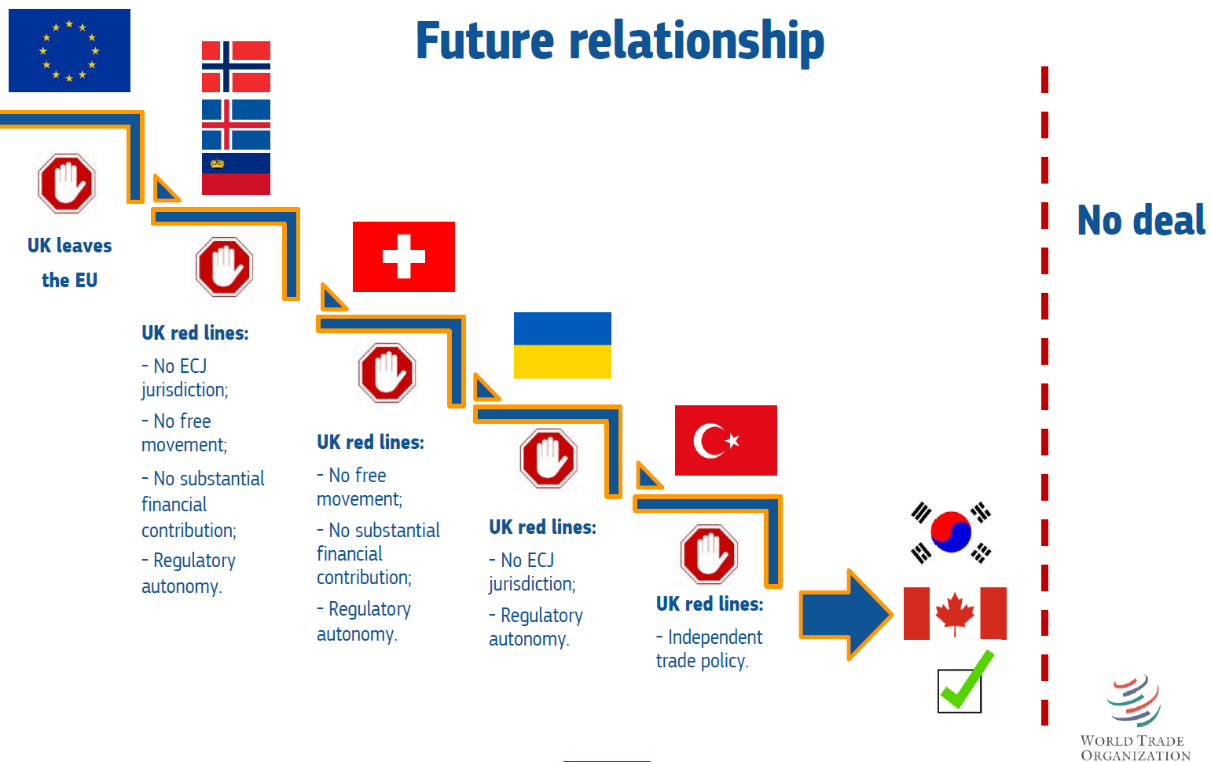 Future relationship
No deal
UK leaves
the EU
UK red lines:
- No ECJ
jurisdiction;
- No free
movement;
- No substantial
financial
contribution;
- Regulatory
autonomy.
UK red lines:
- No free
movement;
- No substantial
financial
contribution;
- Regulatory
autonomy.
UK red lines:
- No ECJ
jurisdiction;
- Regulatory
autonomy.
UK red lines:
- Independent
trade policy.
WORLD TRADE
ORGANIZATION